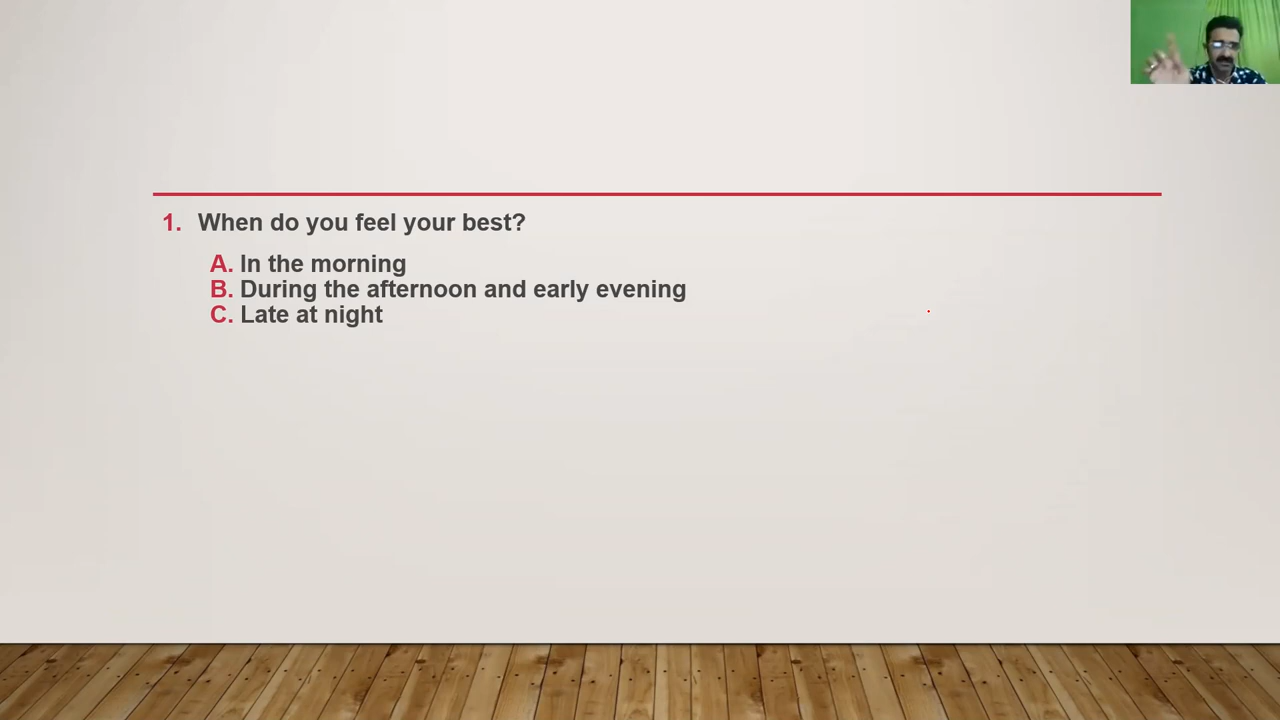 1. When do you feel your best?
A. In the morning
B. During the afternoon and early evening
C. Late at night